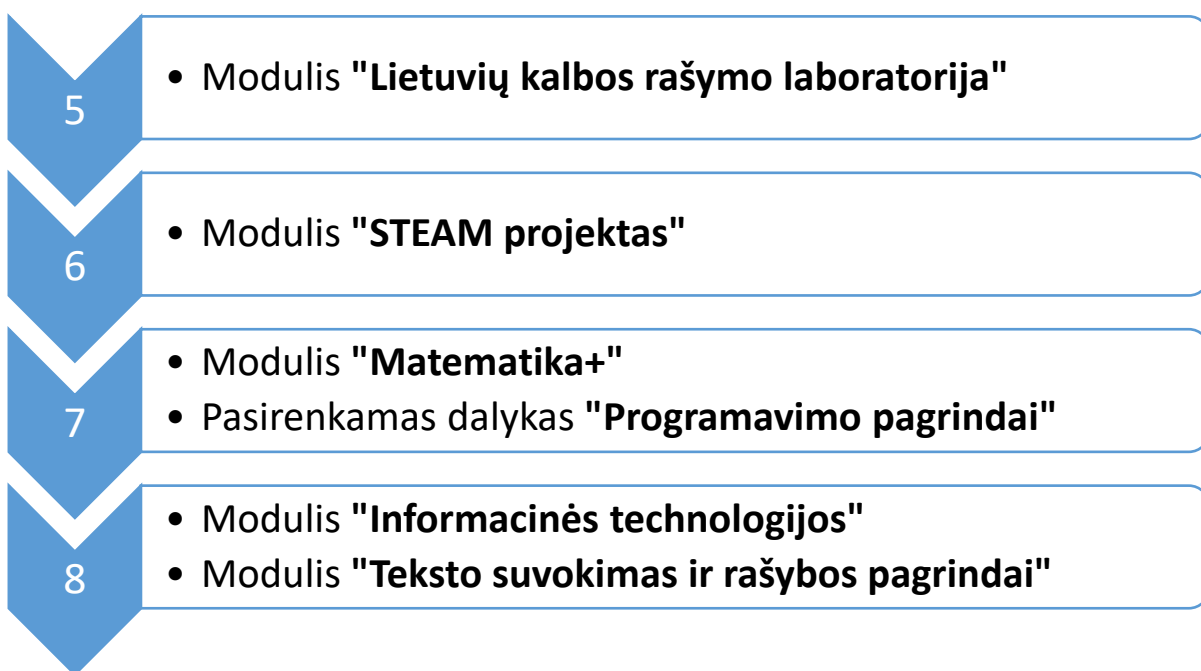 5
• Modulis "Lietuvių kalbos rašymo laboratorija"
6
• Modulis "STEAM projektas"
7
• Modulis "Matematika+"
• Pasirenkamas dalykas "Programavimo pagrindai"
8
• Modulis "Informacinės technologijos"
• Modulis "Teksto suvokimas ir rašybos pagrindai"